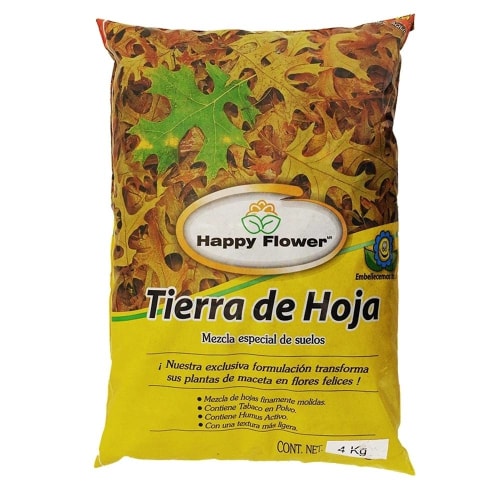 Happy Flower
Embellecemos
Tierra de Hoja
Mezcla especial de suelos
¡ Nuestra exclusiva formulación transforma
sus plantas de maceta en flores felices !
• Mezcla de hojas finamente molidas.
• Contiene Tabaco en Polvo.
• Contiene Humus Activo.
• Con una textura más ligera.
CONT. NET. 4 Kg